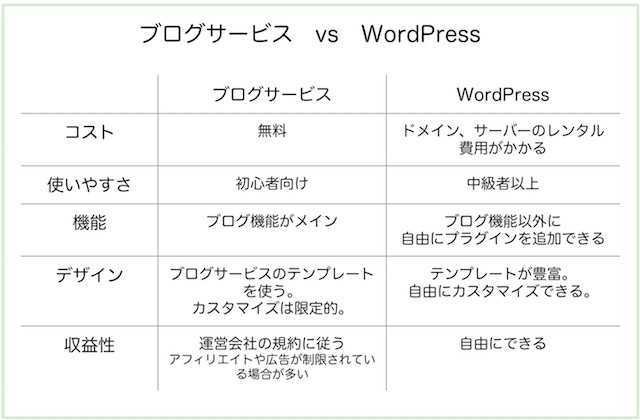 ブログサービス　vs　WordPress
ブログサービス
WordPress
コスト
無料
ドメイン、サーバーのレンタル
費用がかかる
使いやすさ
初心者向け
中級者以上
機能
ブログ機能がメイン
ブログ機能以外に
自由にプラグインを追加できる
デザイン
ブログサービスのテンプレート
を使う。
カスタマイズは限定的。
テンプレートが豊富。
自由にカスタマイズできる。
収益性
運営会社の規約に従う
アフィリエイトや広告が制限されてい
る場合が多い
自由にできる